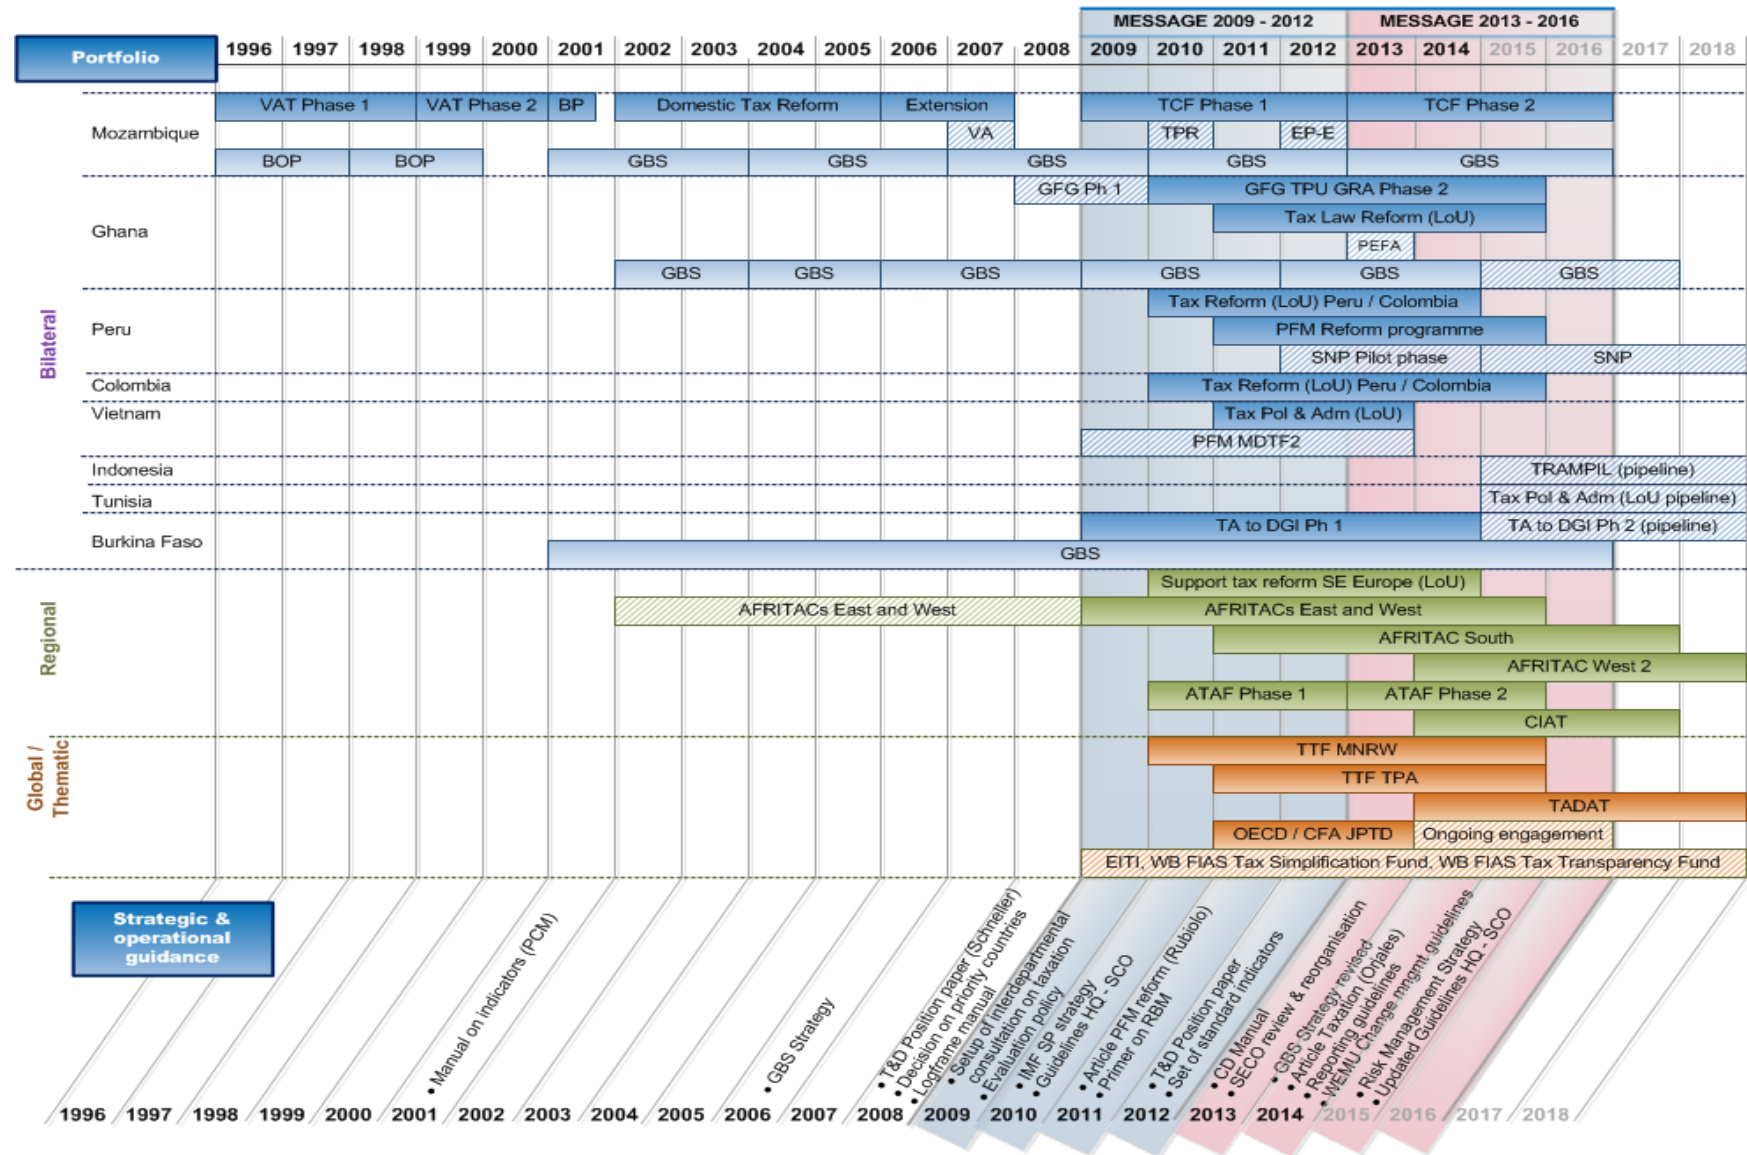 MESSAGE 2009 - 2012 MESSAGE 2013 - 2016
Portfolio 1996 1997 1998 1999 2000 2001 2002 2003 2004 2005 2006 2007 2008 2009 2010 2011 2012 2013 2014 2015 2016 2017 2018
VAT Phase 1 VAT Phase 2 BP Domestic Tax Reform Extension TCF Phase 1 TCF Phase 2
Mozambique VA TPR EP-E
BOP BOP GBS GBS GBS GBS GBS
GFG Ph 1 GFG TPU GRA Phase 2
Ghana Tax Law Reform (LoU)
PEFA
GBS GBS GBS GBS GBS GBS
Bilateral
Tax Reform (LoU) Peru / Colombia
Peru PFM Reform programme
SNP Pilot phase SNP
Colombia Tax Reform (LoU) Peru / Colombia
Vietnam Tax Pol & Adm (LoU)
PFM MDTF2
Indonesia TRAMPIL (pipeline)
Tunisia Tax Pol & Adm (LoU pipeline)
TA to DGI Ph 1 TA to DGI Ph 2 (pipeline)
Burkina Faso
GBS
Regional
Support tax reform SE Europe (LoU)
AFRITACs East and West AFRITACs East and West
AFRITAC South
AFRITAC West 2
ATAF Phase 1 ATAF Phase 2
CIAT
Global /
Thematic
TTF MNRW
TTF TPA
TADAT
OECD / CFA JPTD Ongoing engagement
EITI, WB FIAS Tax Simplification Fund, WB FIAS Tax Transparency Fund
Strategic &
operational
guidance
• Manual on indicators (PCM)
• GBS Strategy
• T&D Position paper (Schneller)
• Decision on priority countries
• Logframe manual
• Setup of interdepartmental
consultation on taxation
• Evaluation policy
• IMF SP strategy
• Guidelines HQ - SCO
• Article PFM reform (Rubiolo)
• Primer on RBM
• T&D Position paper
• Set of standard indicators
• CD Manual
• SECO review & reorganisation
• GBS Strategy revised
• Article Taxation (Orjales)
• Reporting guidelines
• WEMU Change mngmt guidelines
• Risk Management Strategy
• Updated Guidelines HQ - SCO
1996 1997 1998 1999 2000 2001 2002 2003 2004 2005 2006 2007 2008 2009 2010 2011 2012 2013 2014 2015 2016 2017 2018